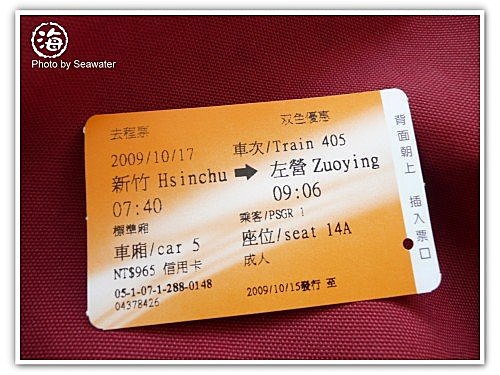 海
Photo by Seawater
去程票 双色優惠
2009/10/17 車次/Train 405
新竹 Hsinchu ➡ 左營 Zuoying
07:40 09:06
標準廂 乘客/PSGR 1
車廂/car 5 座位/seat 14A
NT$965 信用卡 成人
05-1-07-1-288-0148
04378426 2009/10/15發行 至
背面朝上 插入票口